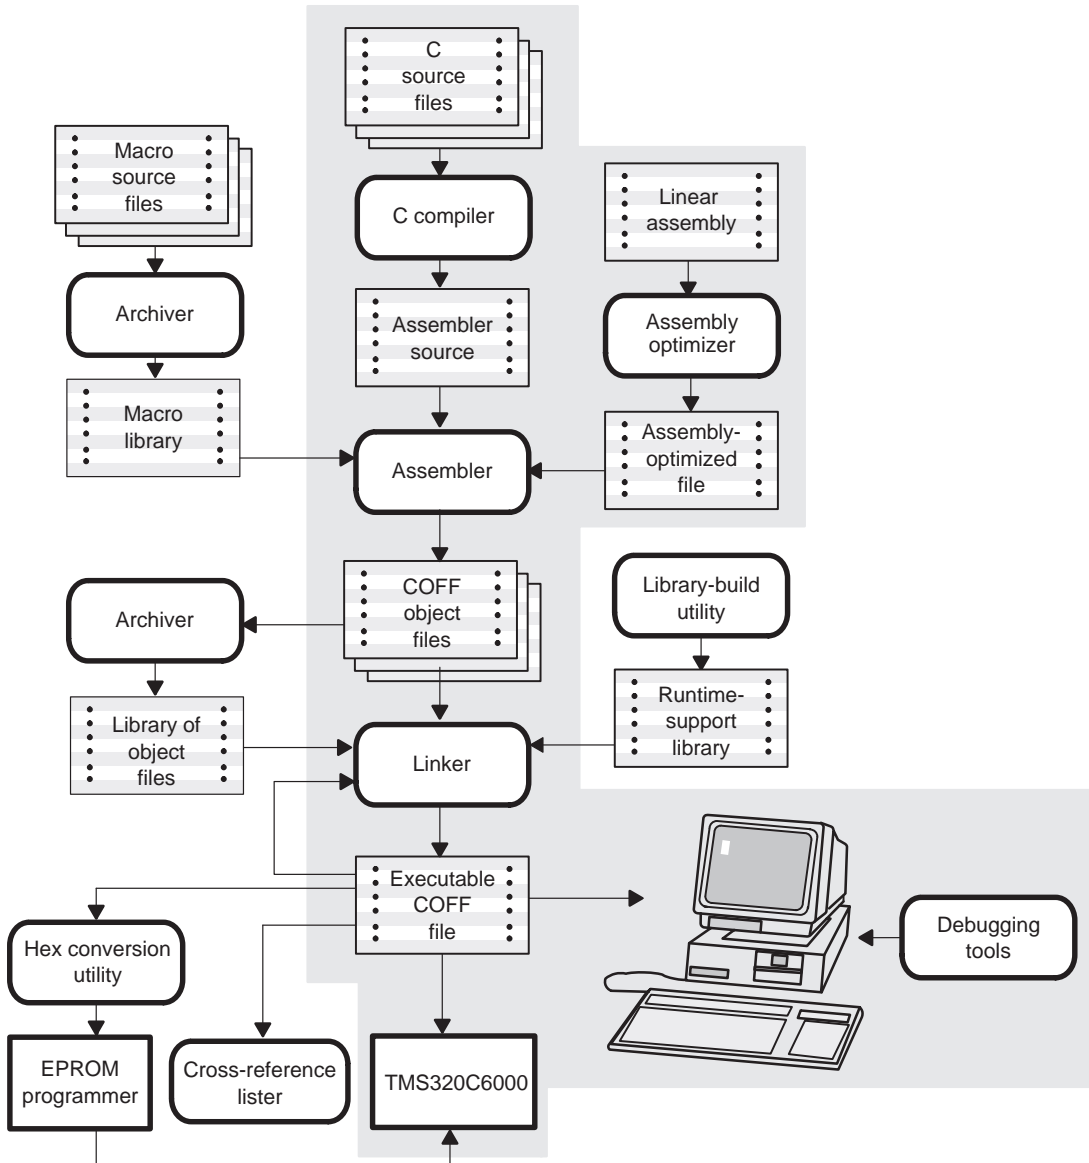 C
source
files
Macro
source
files
C compiler
Linear
assembly
Archiver
Assembler
source
Assembly
optimizer
Macro
library
Assembler
Assembly-
optimized
file
Archiver
COFF
object
files
Library-build
utility
Library of
object
files
Linker
Runtime-
support
library
Executable
COFF
file
Debugging
tools
Hex conversion
utility
EPROM
programmer
Cross-reference
lister
TMS320C6000